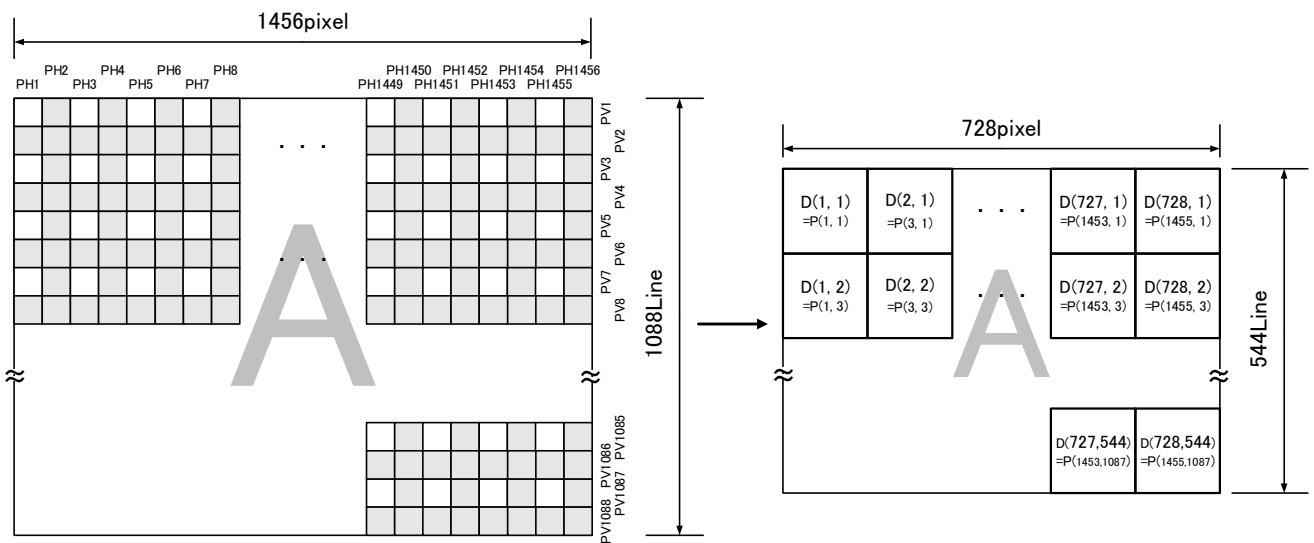 1456pixel
PH2 PH4 PH6 PH8 PH1450 PH1452 PH1454 PH1456
PH1 PH3 PH5 PH7 PH1449 PH1451 PH1453 PH1455
PV1
PV2
PV3
PV4
PV5
PV6
PV7
PV8
. . .
. . .
A
PV1085
PV1086
PV1087
PV1088
1088Line
728pixel
D(1, 1) D(2, 1) . . . D(727, 1) D(728, 1)
=P(1, 1) =P(3, 1) =P(1453, 1) =P(1455, 1)
D(1, 2) D(2, 2) . . . D(727, 2) D(728, 2)
=P(1, 3) =P(3, 3) =P(1453, 3) =P(1455, 3)
A
D(727,544) D(728,544)
=P(1453,1087) =P(1455,1087)
544Line